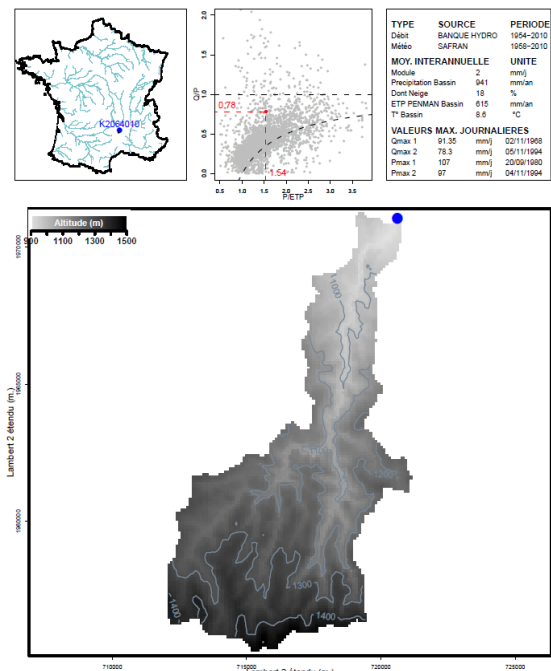 K2064010
Q/P
2.0
1.5
1.0
0.5
0.0
0.78
1.54
0.0 0.5 1.0 1.5 2.0 2.5 3.0 3.5
P/ETP
TYPE SOURCE PERIODE
Débit BANQUE HYDRO 1954-2010
Météo SAFRAN 1958-2010
MOY. INTERANNUELLE UNITE
Module 2 mm/j
Precipitation Bassin 941 mm/an
Dont Neige 18 %
ETP PENMAN Bassin 615 mm/an
T° Bassin 8.6 °C
VALEURS MAX. JOURNALIERES
Qmax 1 91.35 mm/j 02/11/1968
Qmax 2 78.3 mm/j 05/11/1994
Pmax 1 107 mm/j 20/09/1980
Pmax 2 97 mm/j 04/11/1994
Altitude (m)
900 1100 1300 1500
1970000
1965000
1960000
Lambert 2 étendu (m.)
1000
1200
1300
1400
1400
710000 715000 720000 725000
Lambert 2 étendu (m.)